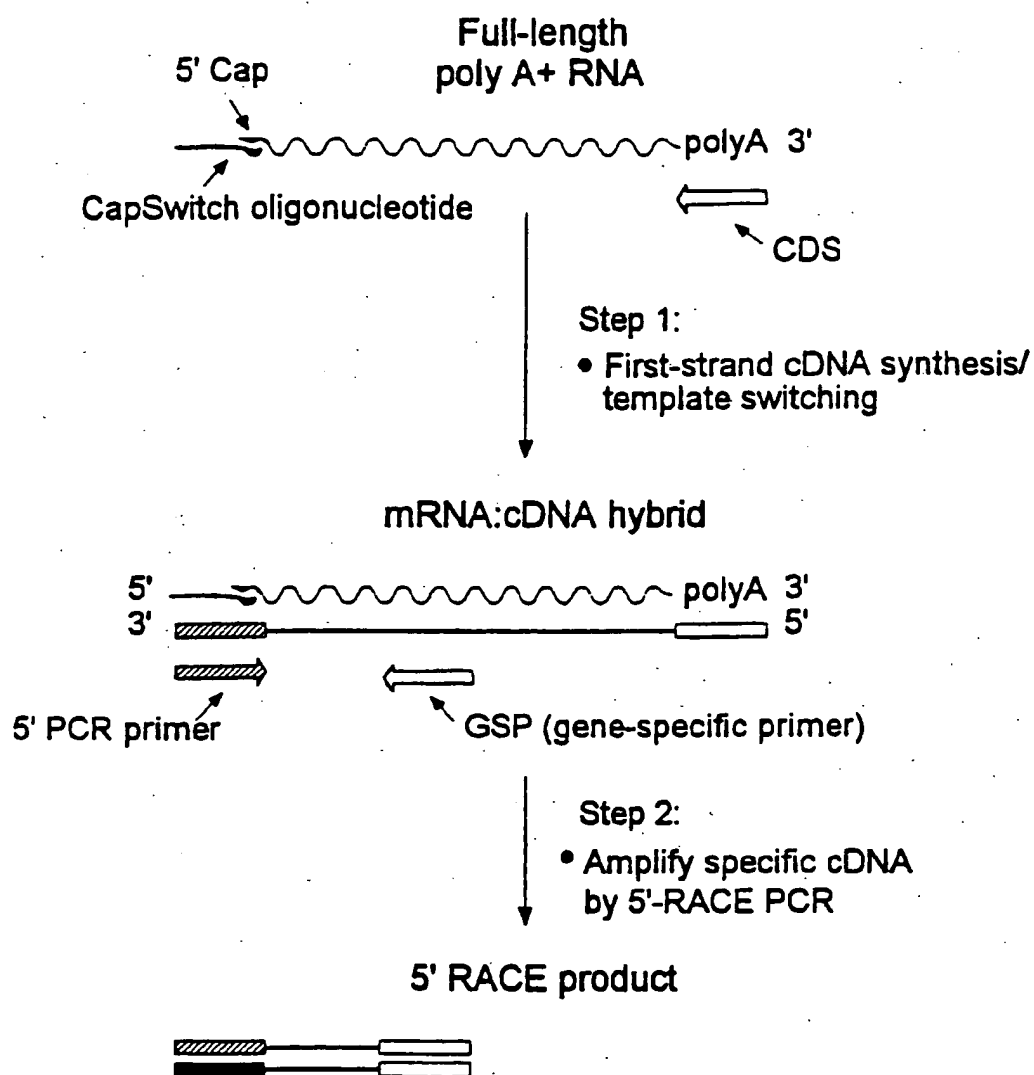 Full-length
poly A+ RNA
5' Cap
polyA 3'
CapSwitch oligonucleotide
CDS
Step 1:
• First-strand cDNA synthesis/
template switching
mRNA:cDNA hybrid
5' polyA 3'
3' 5'
5' PCR primer
GSP (gene-specific primer)
Step 2:
• Amplify specific cDNA
by 5'-RACE PCR
5' RACE product